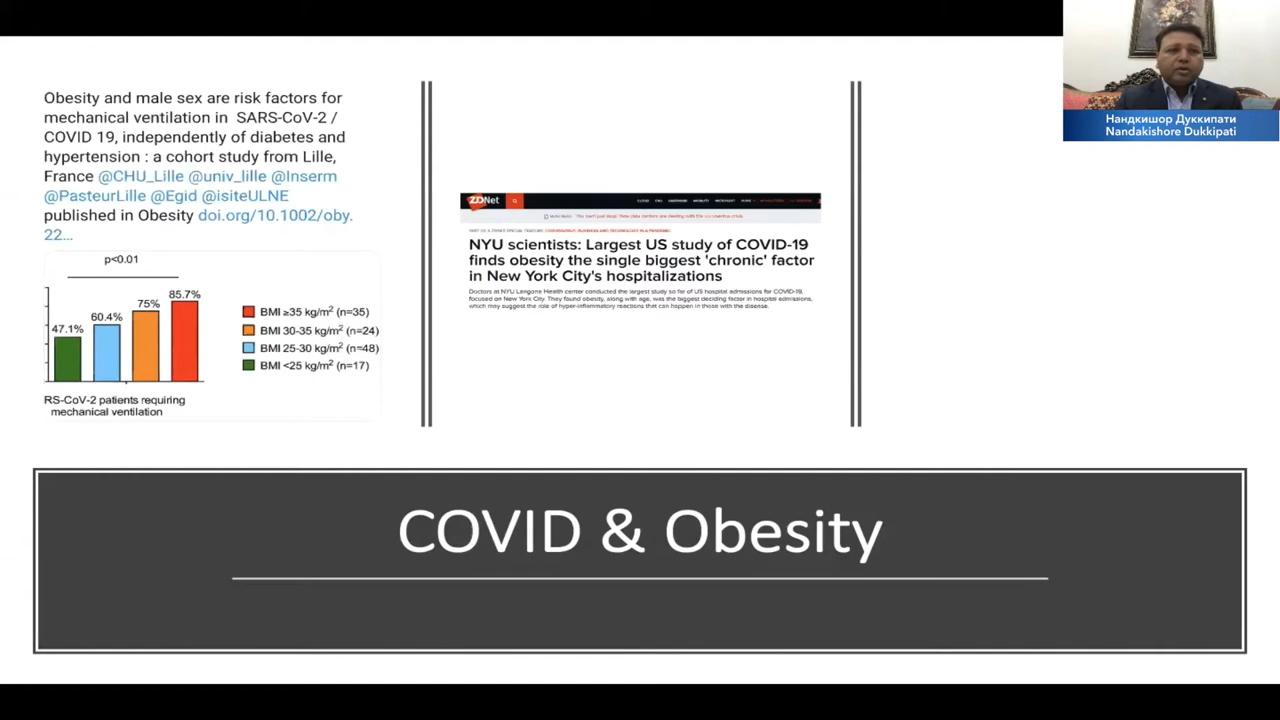 Obesity and male sex are risk factors for
mechanical ventilation in SARS-CoV-2 /
COVID 19, independently of diabetes and
hypertension : a cohort study from Lille,
France @CHU_Lille @univ_lille @Inserm
@PasteurLille @Egid @isiteULNE
published in Obesity doi.org/10.1002/oby.
22...
p<0.01
47.1%
60.4%
75%
85.7%
BMI ≥35 kg/m² (n=35)
BMI 30-35 kg/m² (n=24)
BMI 25-30 kg/m² (n=48)
BMI <25 kg/m² (n=17)
RS-CoV-2 patients requiring
mechanical ventilation
ZDNet
NYU scientists: Largest US study of COVID-19
finds obesity the single biggest 'chronic' factor
in New York City's hospitalizations
Doctors at NYU Langone Health center conducted the largest study so far of US hospital admissions for COVID-19,
focused on New York City. They found obesity, along with age, was the biggest deciding factor in hospital admissions,
which may suggest the role of hyper-inflammatory reactions that can happen in those with the disease.
Нандкишор Дуккипати
Nandakishore Dukkipati
COVID & Obesity